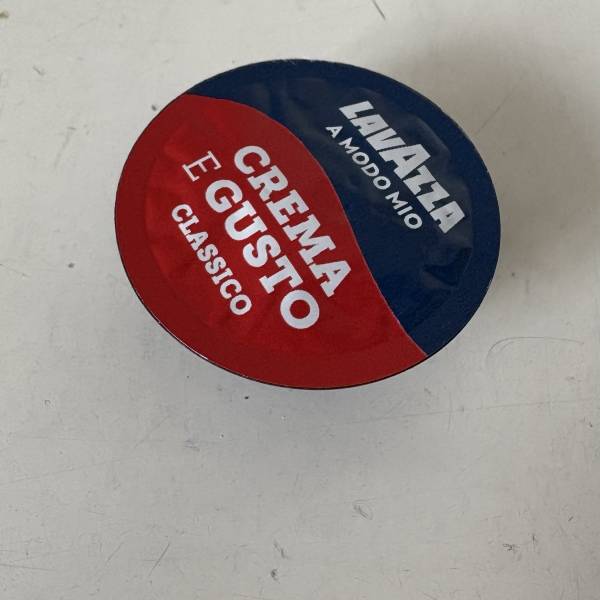 LAVAZZA
A MODO MIO
CREMA
E GUSTO
CLASSICO